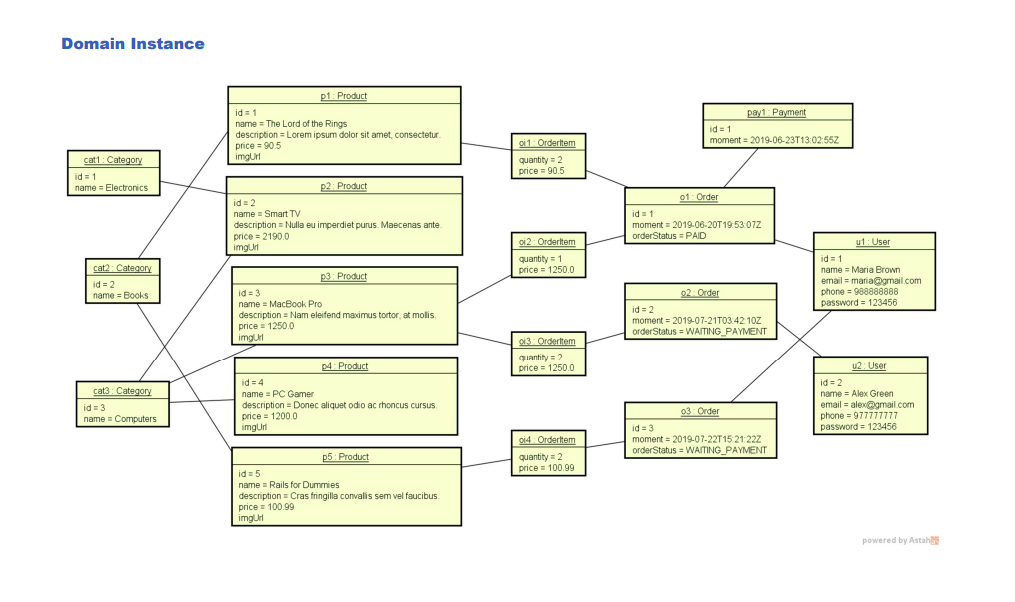 Domain Instance
p1 : Product
id = 1
name = The Lord of the Rings
description = Lorem ipsum dolor sit amet, consectetur.
price = 90.5
imgUrl
pay1 : Payment
id = 1
moment = 2019-06-23T13:02:55Z
oi1 : OrderItem
quantity = 2
price = 90.5
cat1 : Category
id = 1
name = Electronics
p2 : Product
id = 2
name = Smart TV
description = Nulla eu imperdiet purus. Maecenas ante.
price = 2190.0
imgUrl
o1 : Order
id = 1
moment = 2019-06-20T19:53:07Z
orderStatus = PAID
oi2 : OrderItem
quantity = 1
price = 1250.0
u1 : User
id = 1
name = Maria Brown
email = maria@gmail.com
phone = 988888888
password = 123456
cat2 : Category
id = 2
name = Books
p3 : Product
id = 3
name = MacBook Pro
description = Nam eleifend maximus tortor, at mollis.
price = 1250.0
imgUrl
o2 : Order
id = 2
moment = 2019-07-21T03:42:10Z
orderStatus = WAITING_PAYMENT
oi3 : OrderItem
quantity = 2
price = 1250.0
p4 : Product
id = 4
name = PC Gamer
description = Donec aliquet odio ac rhoncus cursus.
price = 1200.0
imgUrl
u2 : User
id = 2
name = Alex Green
email = alex@gmail.com
phone = 977777777
password = 123456
cat3 : Category
id = 3
name = Computers
o3 : Order
id = 3
moment = 2019-07-22T15:21:22Z
orderStatus = WAITING_PAYMENT
oi4 : OrderItem
quantity = 2
price = 100.99
p5 : Product
id = 5
name = Rails for Dummies
description = Cras fringilla convallis sem vel faucibus.
price = 100.99
imgUrl
powered by Astah